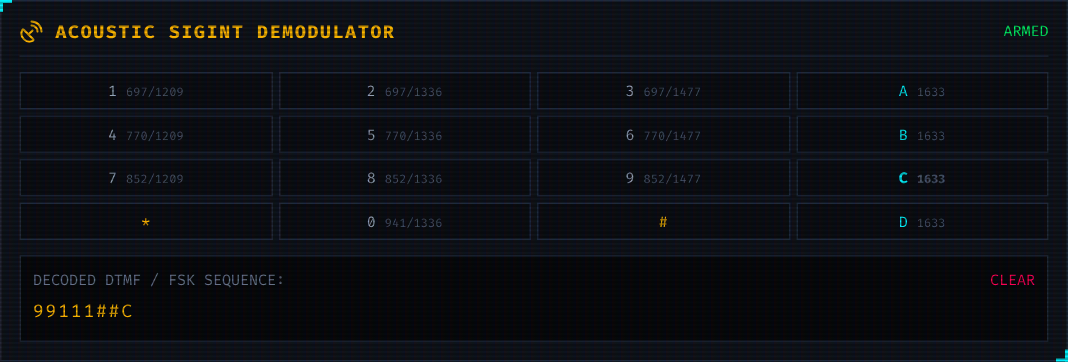 ACOUSTIC SIGINT DEMODULATOR ARMED
1 697/1209 2 697/1336 3 697/1477 A 1633
4 770/1209 5 770/1336 6 770/1477 B 1633
7 852/1209 8 852/1336 9 852/1477 C 1633
* 0 941/1336 # D 1633
DECODED DTMF / FSK SEQUENCE: CLEAR
99111##C